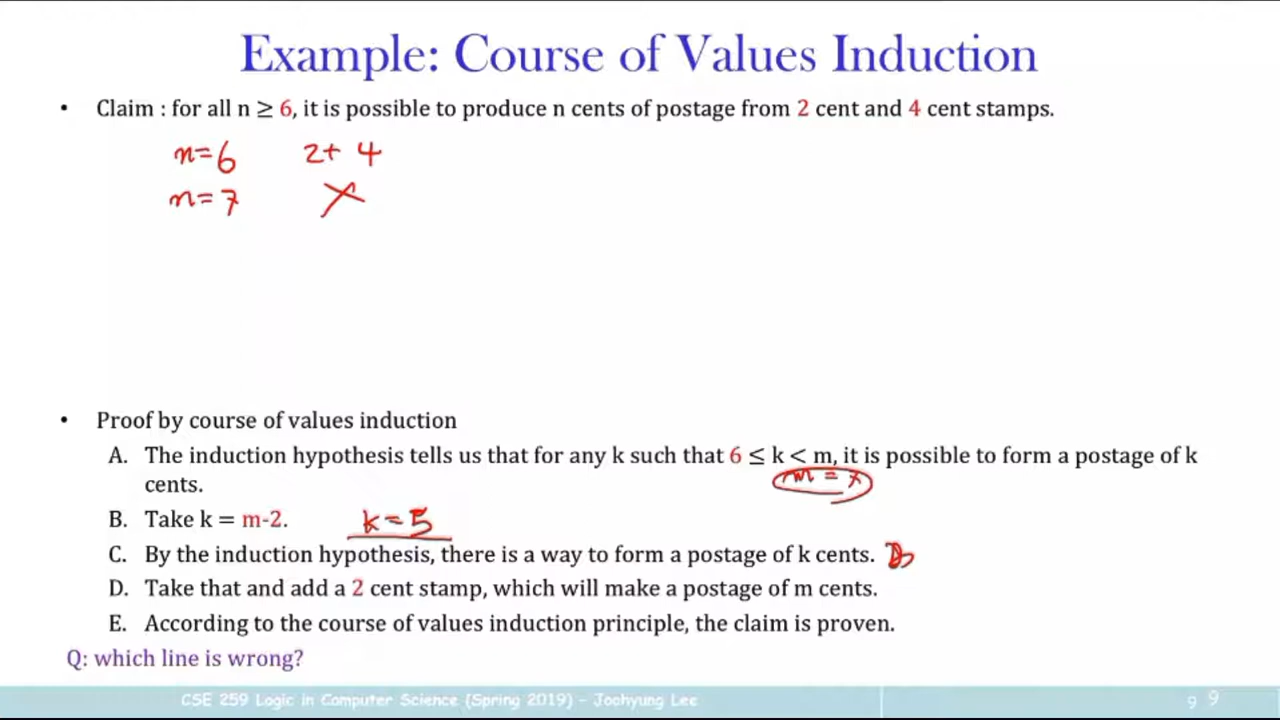 Example: Course of Values Induction
• Claim : for all n ≥ 6, it is possible to produce n cents of postage from 2 cent and 4 cent stamps.
n=6 2+ 4
n=7 X
• Proof by course of values induction
A. The induction hypothesis tells us that for any k such that 6 ≤ k < m, it is possible to form a postage of k
cents.
m = 7
B. Take k = m-2. k=5
C. By the induction hypothesis, there is a way to form a postage of k cents.
D. Take that and add a 2 cent stamp, which will make a postage of m cents.
E. According to the course of values induction principle, the claim is proven.
Q: which line is wrong?
CSE 259 Logic in Computer Science (Spring 2019) – Joohyung Lee 9 9